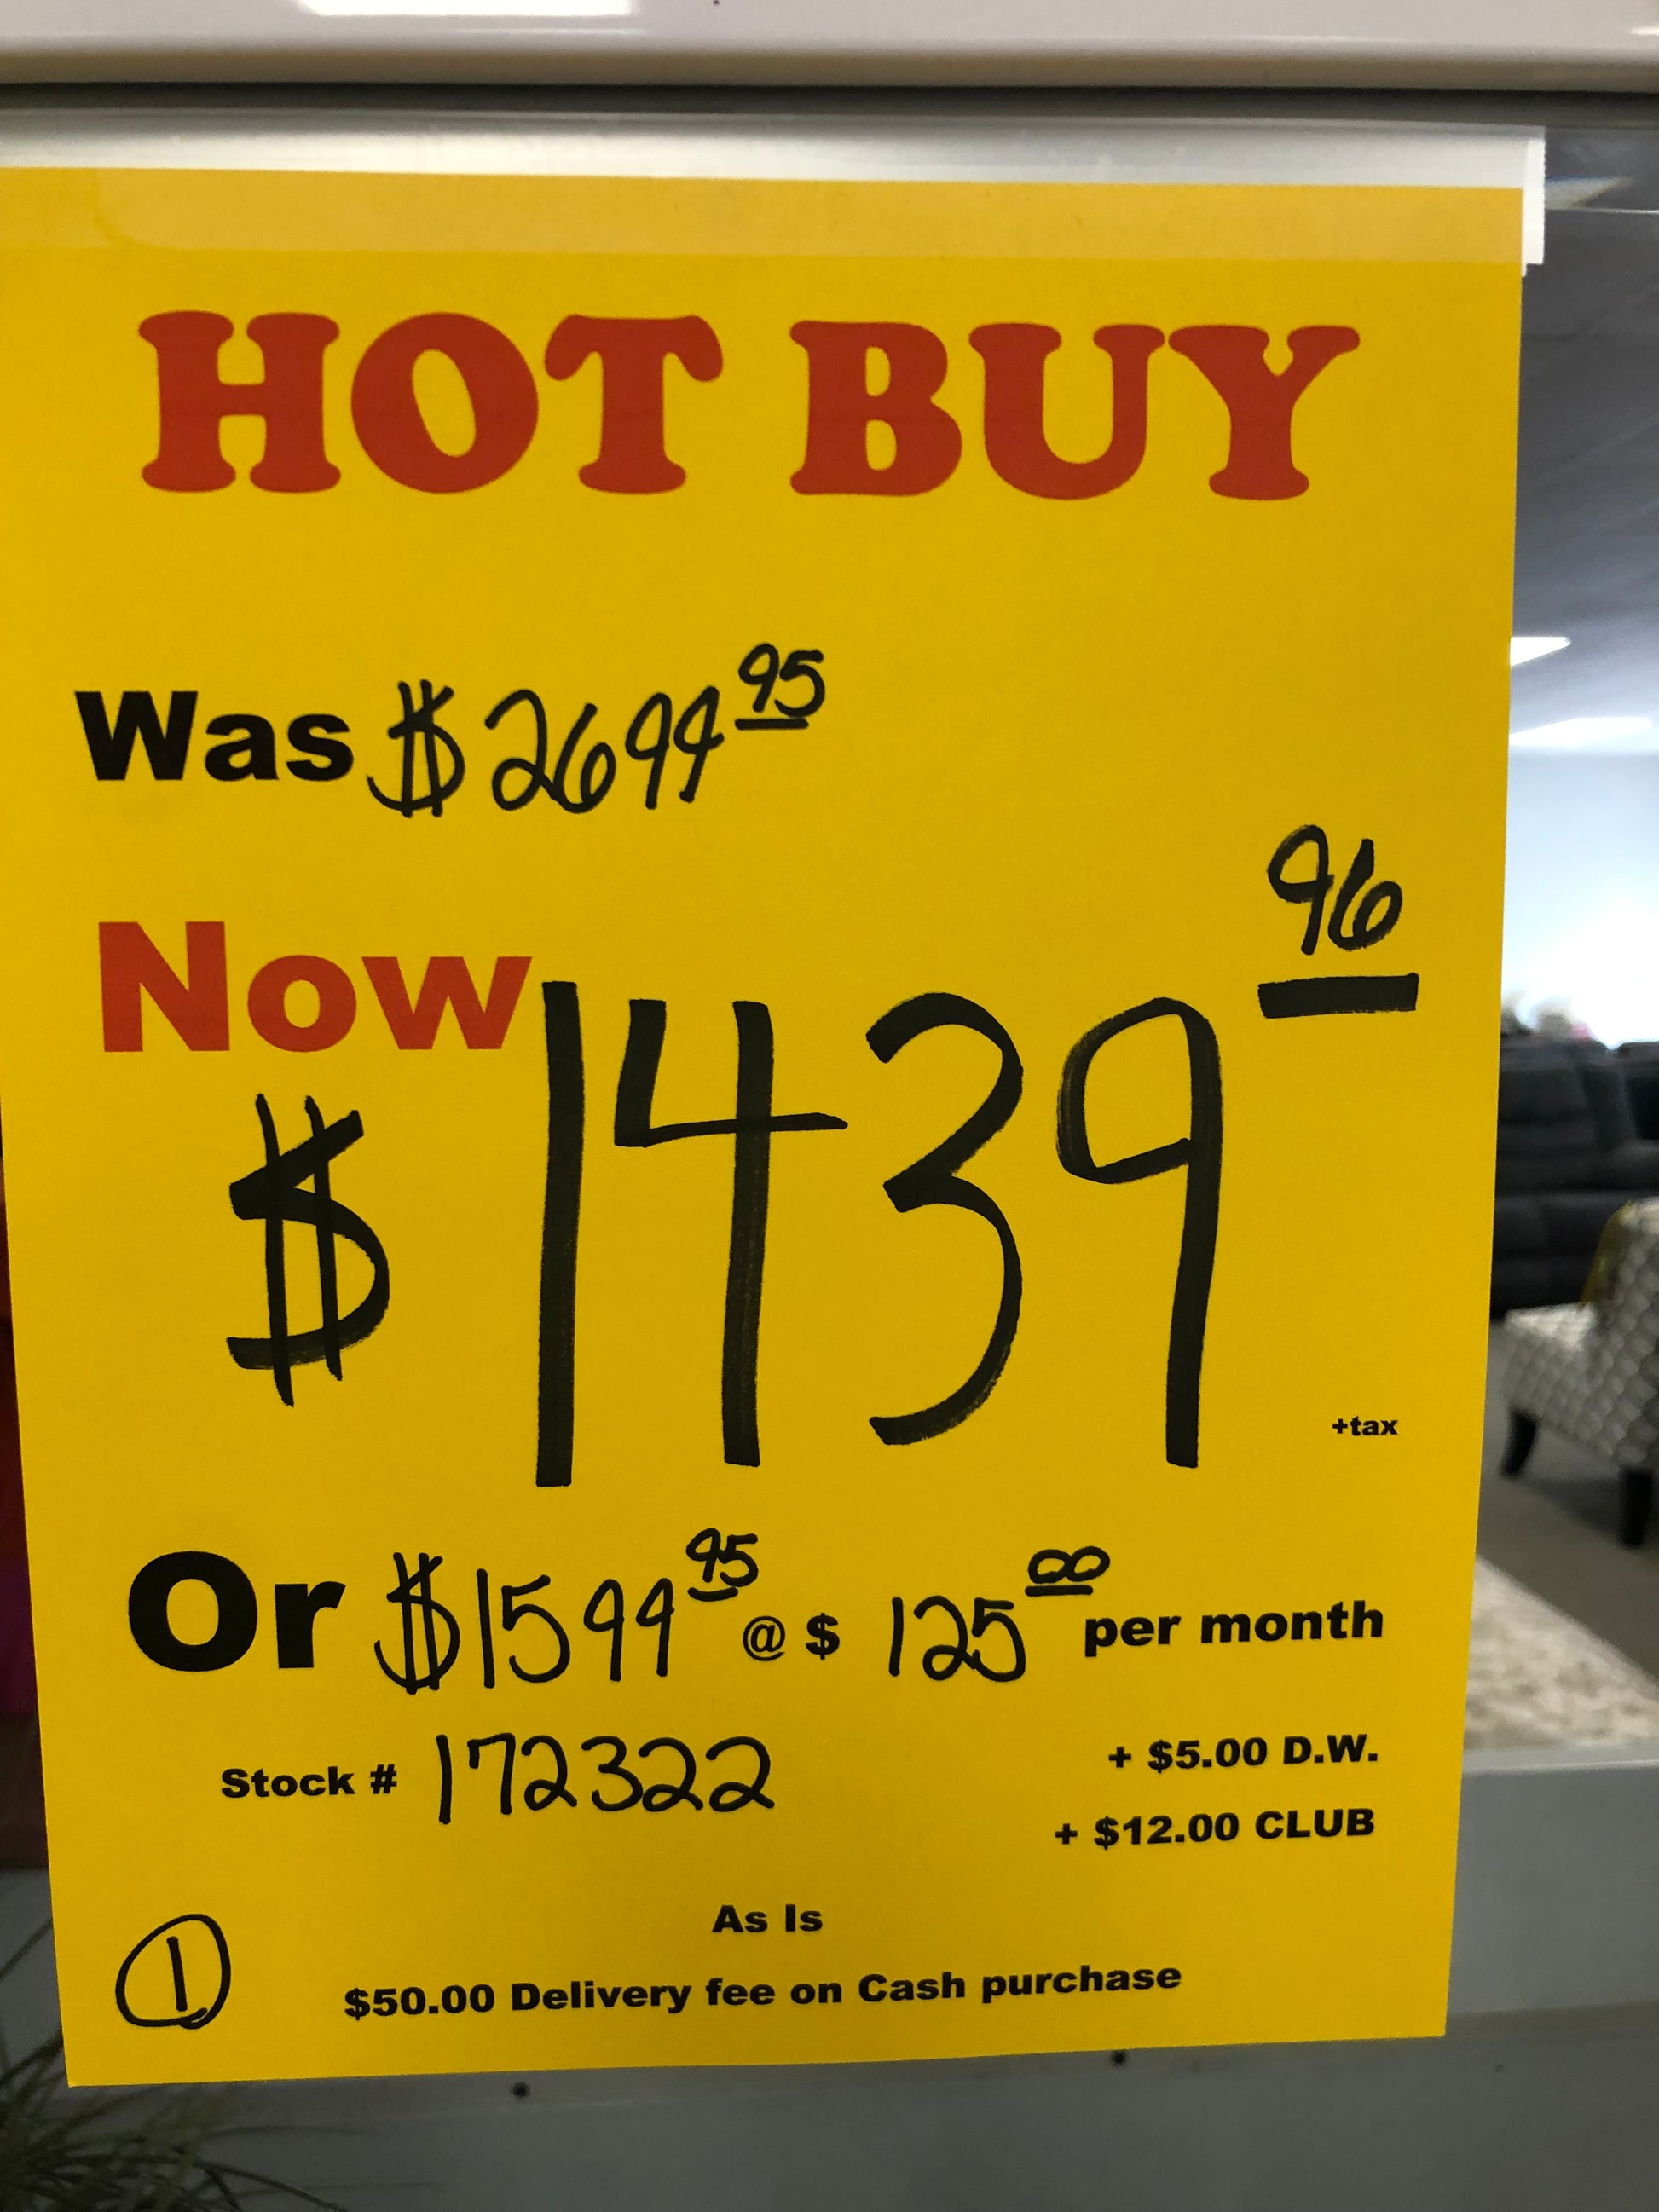 HOT BUY
Was $2699 95
Now $1439 96
+tax
Or $1599 95 @ $ 125 00 per month
Stock # 172322
+ $5.00 D.W.
+ $12.00 CLUB
As Is
1
$50.00 Delivery fee on Cash purchase